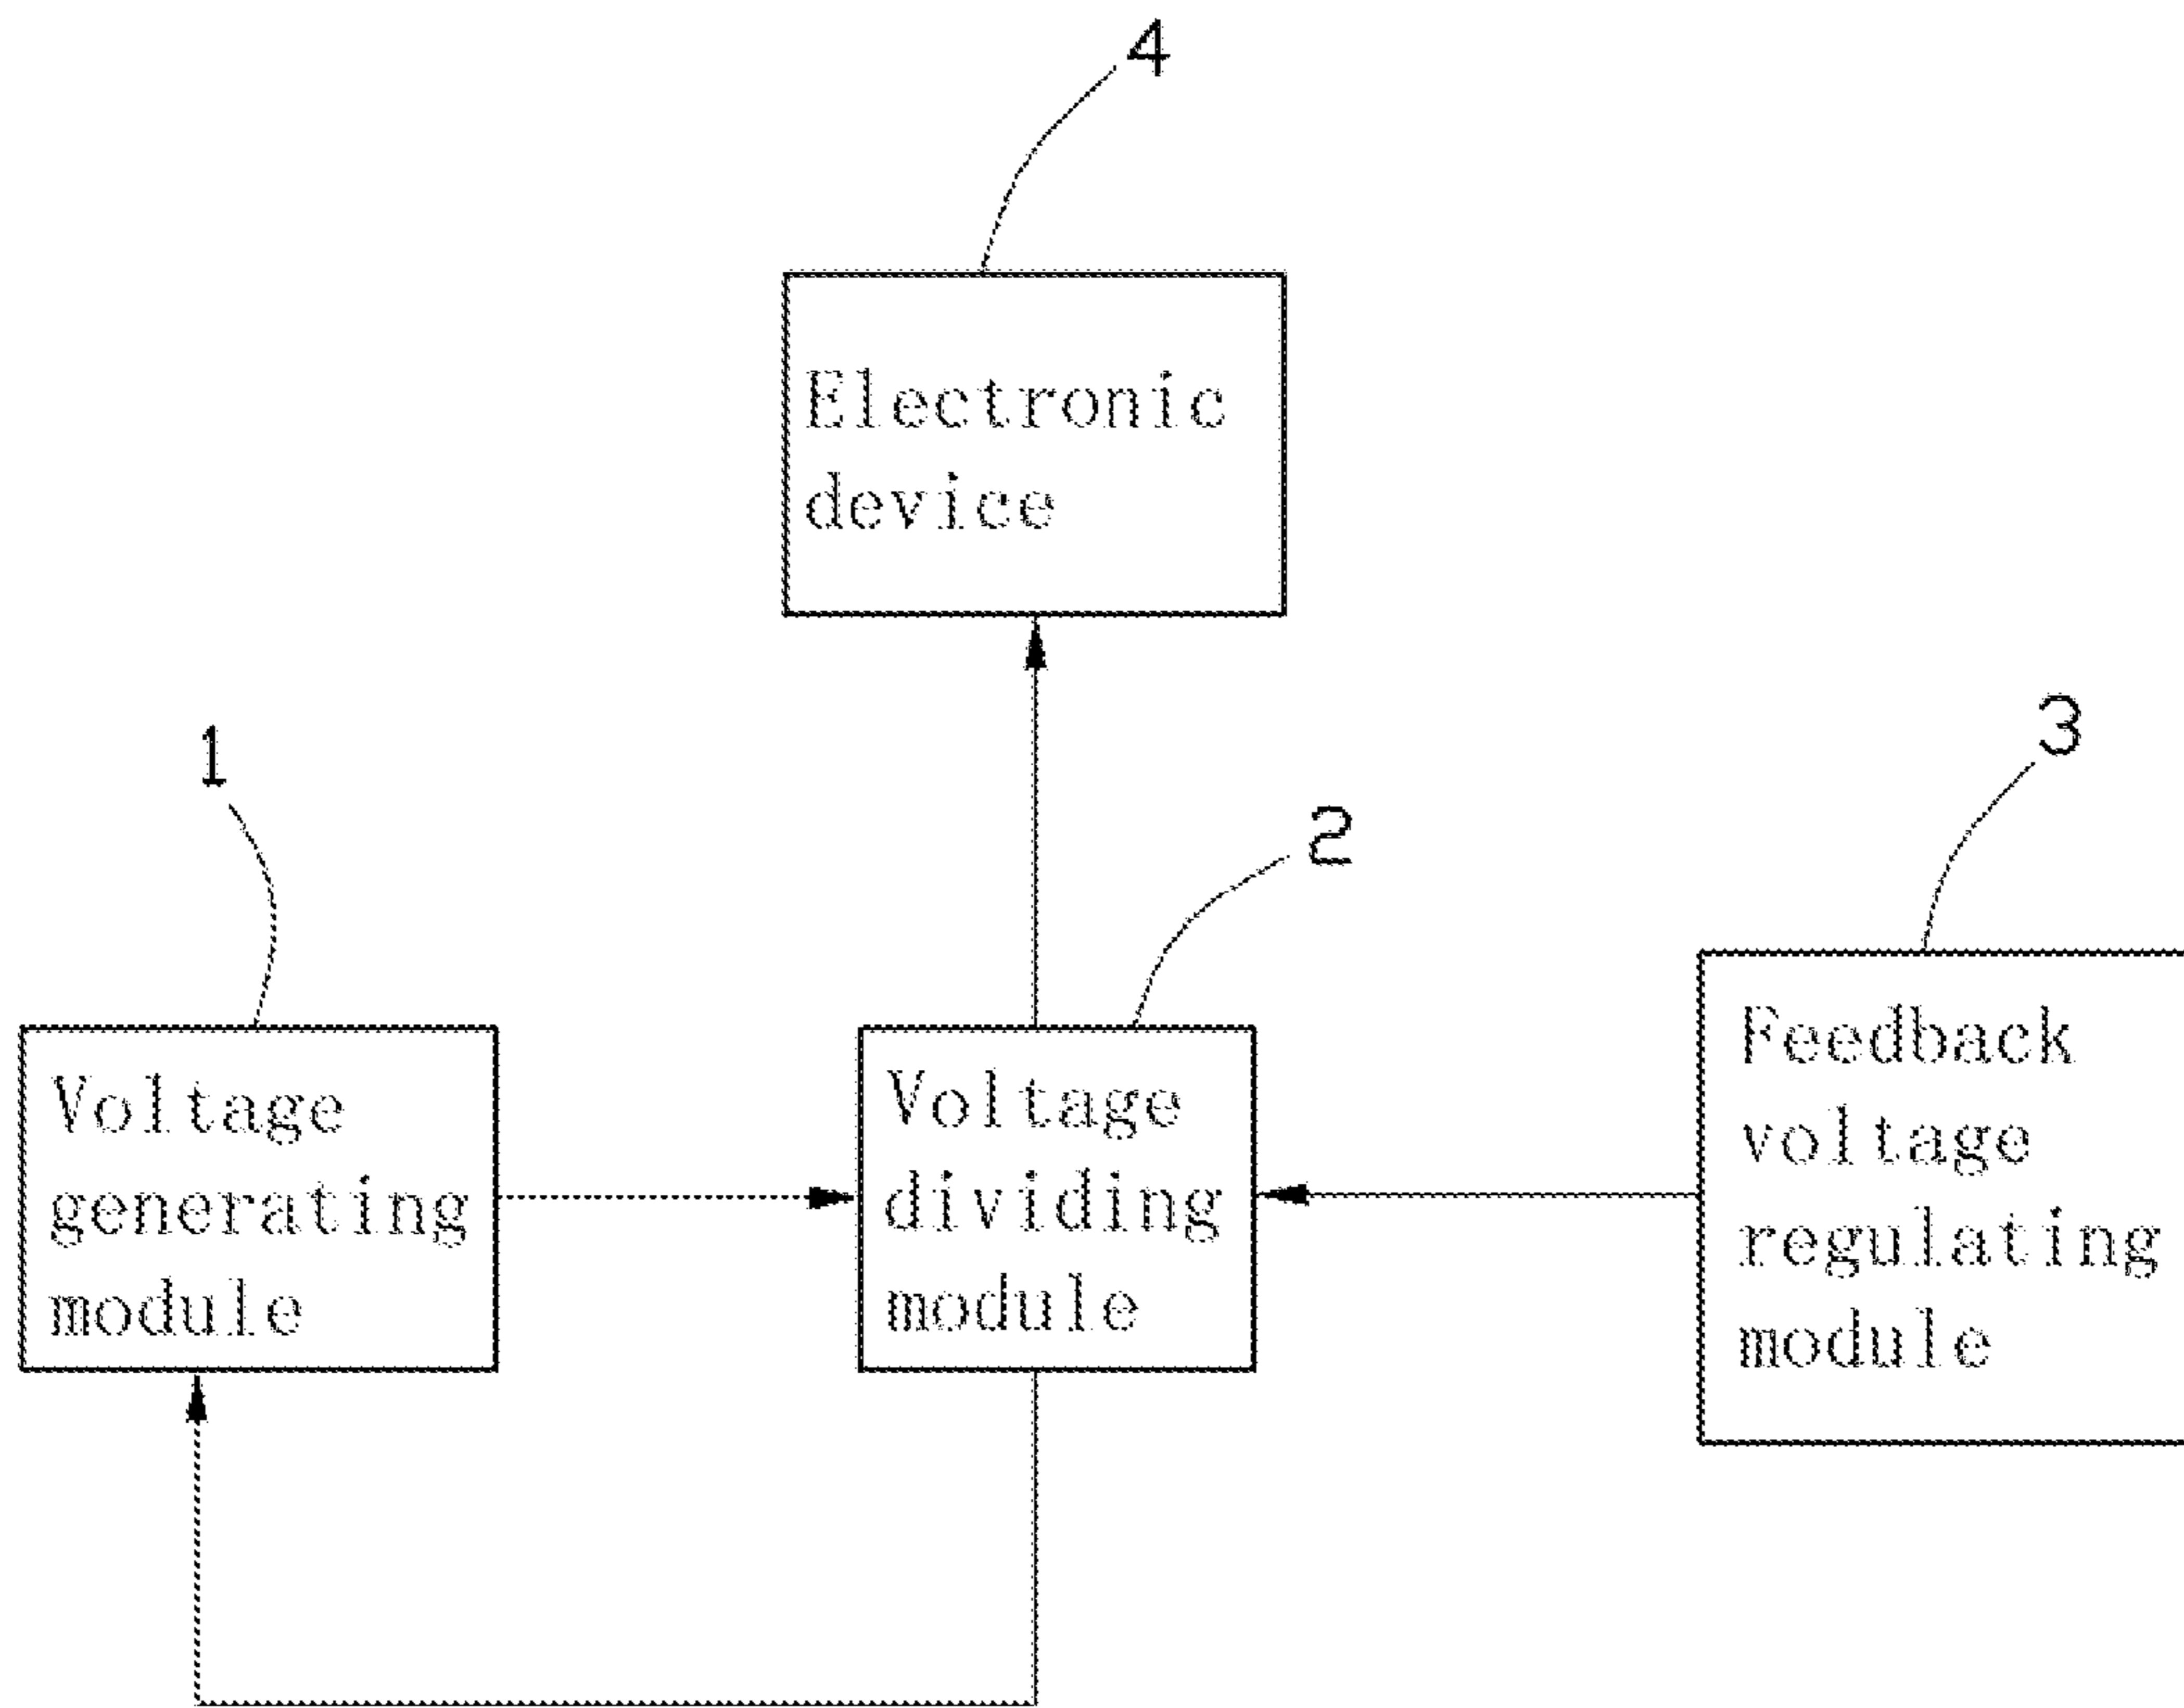 4
Electronic
device
1
2
3
Voltage
generating
module
Voltage
dividing
module
Feedback
voltage
regulating
module